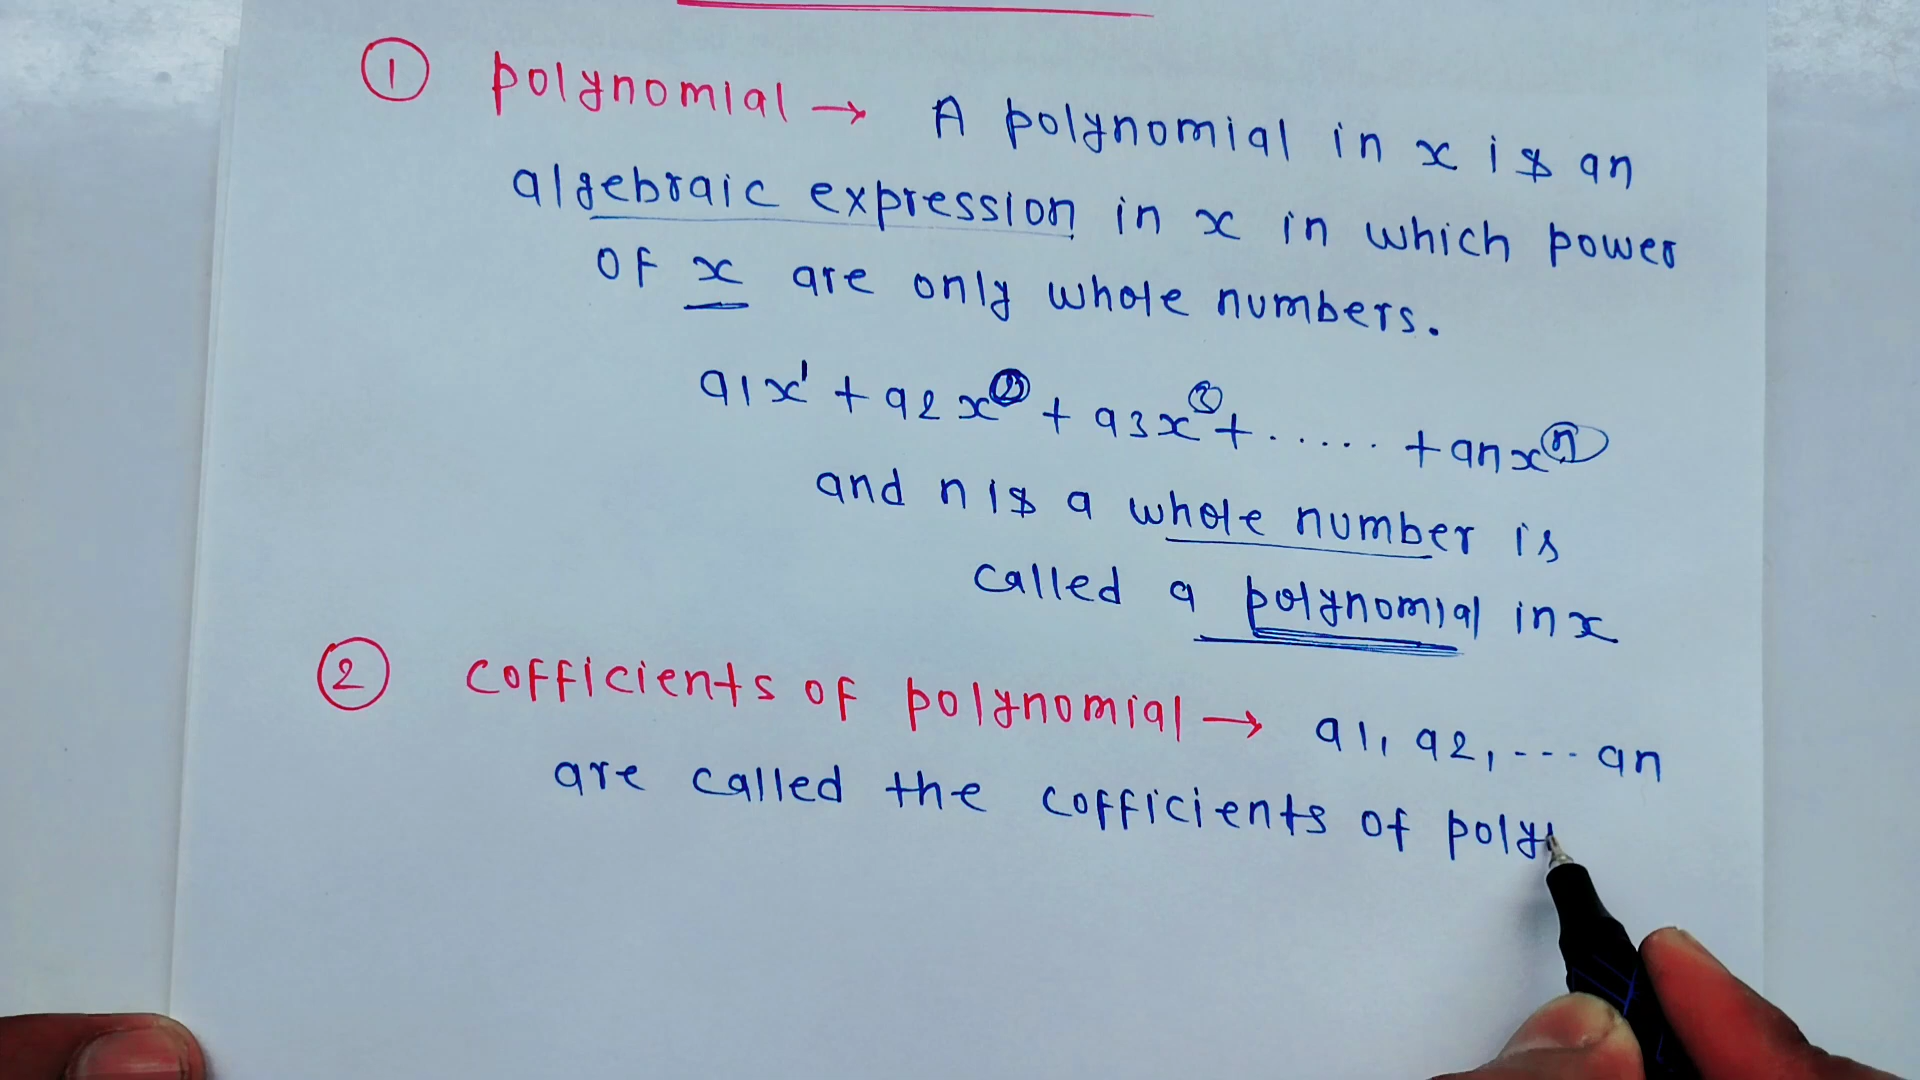 ① polynomial → A polynomial in x is an
algebraic expression in x in which power
of x are only whole numbers.
a1x¹ + a2x² + a3x³ + ...... + anxⁿ
and n is a whole number is
called a polynomial in x
② cofficients of polynomial → a1, a2, --- an
are called the cofficients of poly